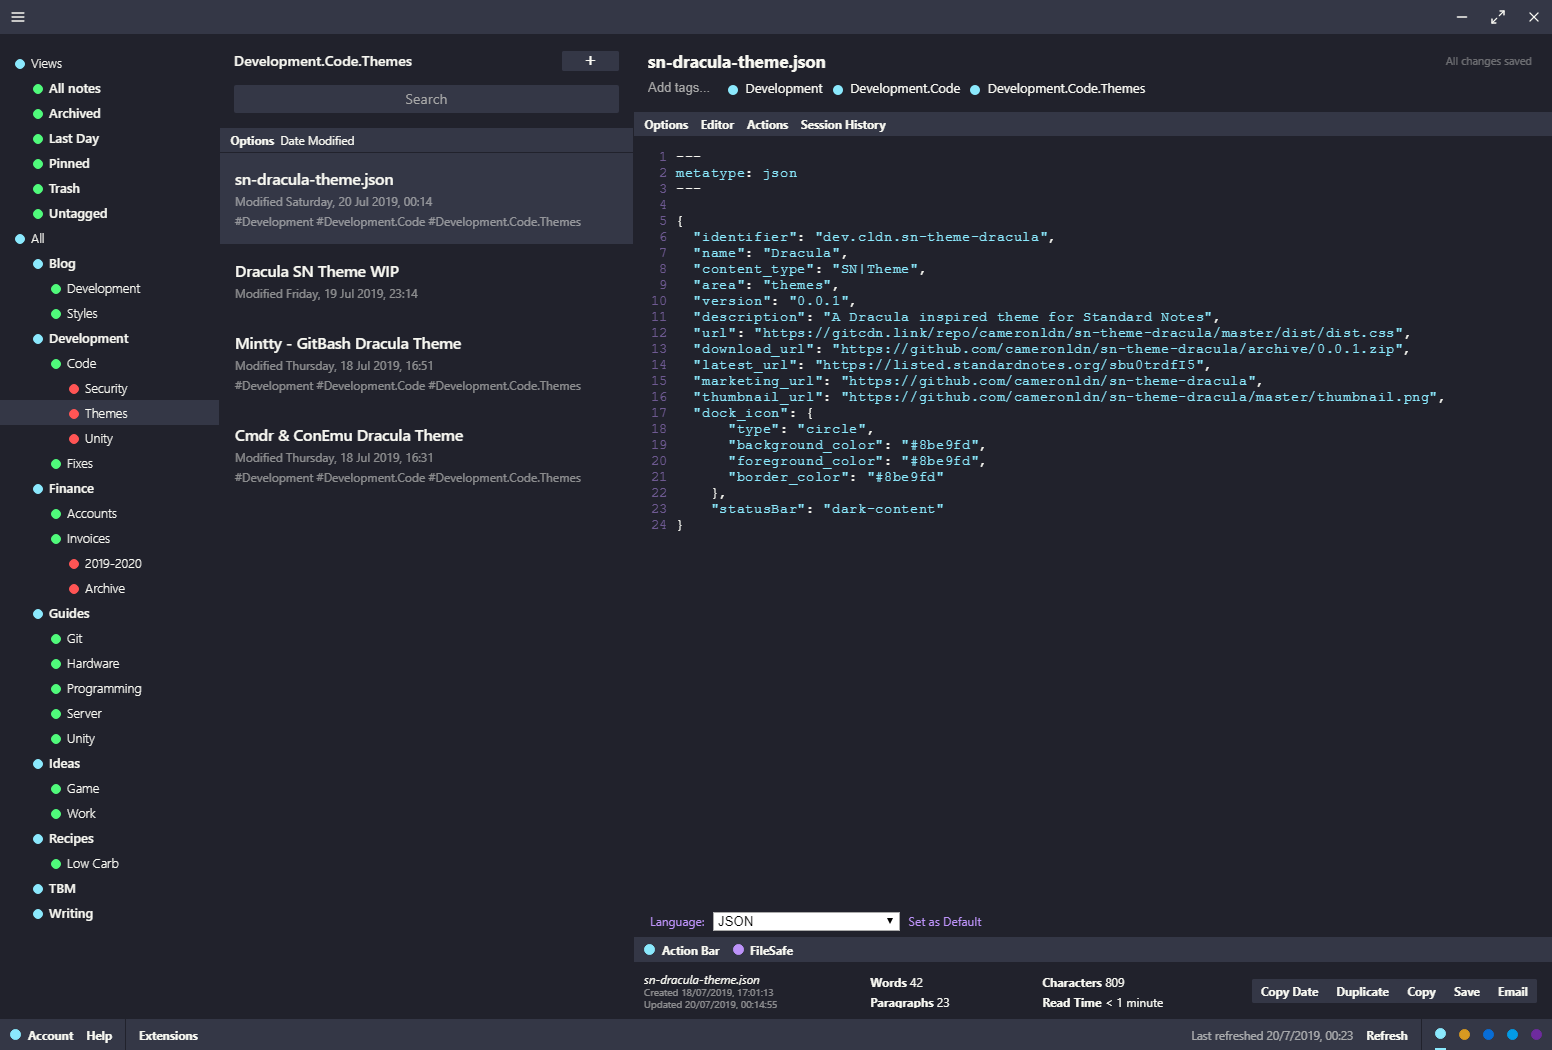 Views
All notes
Archived
Last Day
Pinned
Trash
Untagged
All
Blog
Development
Styles
Development
Code
Security
Themes
Unity
Fixes
Finance
Accounts
Invoices
2019-2020
Archive
Guides
Git
Hardware
Programming
Server
Unity
Ideas
Game
Work
Recipes
Low Carb
TBM
Writing
Development.Code.Themes
+
Search
Options Date Modified
sn-dracula-theme.json
Modified Saturday, 20 Jul 2019, 00:14
#Development #Development.Code #Development.Code.Themes
Dracula SN Theme WIP
Modified Friday, 19 Jul 2019, 23:14
Mintty - GitBash Dracula Theme
Modified Thursday, 18 Jul 2019, 16:51
#Development #Development.Code #Development.Code.Themes
Cmdr & ConEmu Dracula Theme
Modified Thursday, 18 Jul 2019, 16:31
#Development #Development.Code #Development.Code.Themes
sn-dracula-theme.json All changes saved
Add tags... Development Development.Code Development.Code.Themes
Options Editor Actions Session History
1 ---
2 metatype: json
3 ---
4
5 {
6 "identifier": "dev.cldn.sn-theme-dracula",
7 "name": "Dracula",
8 "content_type": "SN|Theme",
9 "area": "themes",
10 "version": "0.0.1",
11 "description": "A Dracula inspired theme for Standard Notes",
12 "url": "https://gitcdn.link/repo/cameronldn/sn-theme-dracula/master/dist/dist.css",
13 "download_url": "https://github.com/cameronldn/sn-theme-dracula/archive/0.0.1.zip",
14 "latest_url": "https://listed.standardnotes.org/sbu0trdfI5",
15 "marketing_url": "https://github.com/cameronldn/sn-theme-dracula",
16 "thumbnail_url": "https://github.com/cameronldn/sn-theme-dracula/master/thumbnail.png",
17 "dock_icon": {
18 "type": "circle",
19 "background_color": "#8be9fd",
20 "foreground_color": "#8be9fd",
21 "border_color": "#8be9fd"
22 },
23 "statusBar": "dark-content"
24 }
Language: JSON Set as Default
Action Bar FileSafe
sn-dracula-theme.json
Created 18/07/2019, 17:01:13
Updated 20/07/2019, 00:14:55
Words 42
Paragraphs 23
Characters 809
Read Time < 1 minute
Copy Date Duplicate Copy Save Email
Account Help Extensions Last refreshed 20/7/2019, 00:23 Refresh